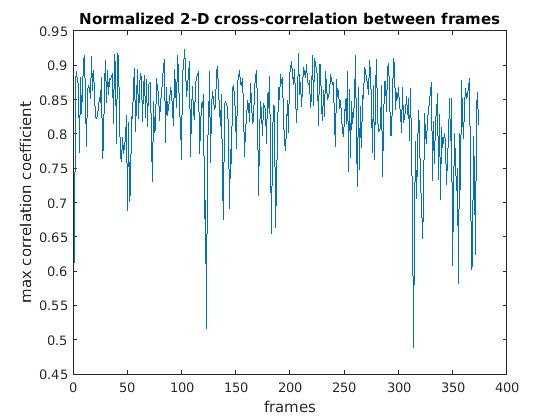 Normalized 2-D cross-correlation between frames
0.95
0.9
0.85
0.8
0.75
0.7
0.65
0.6
0.55
0.5
0.45
max correlation coefficient
0 50 100 150 200 250 300 350 400
frames